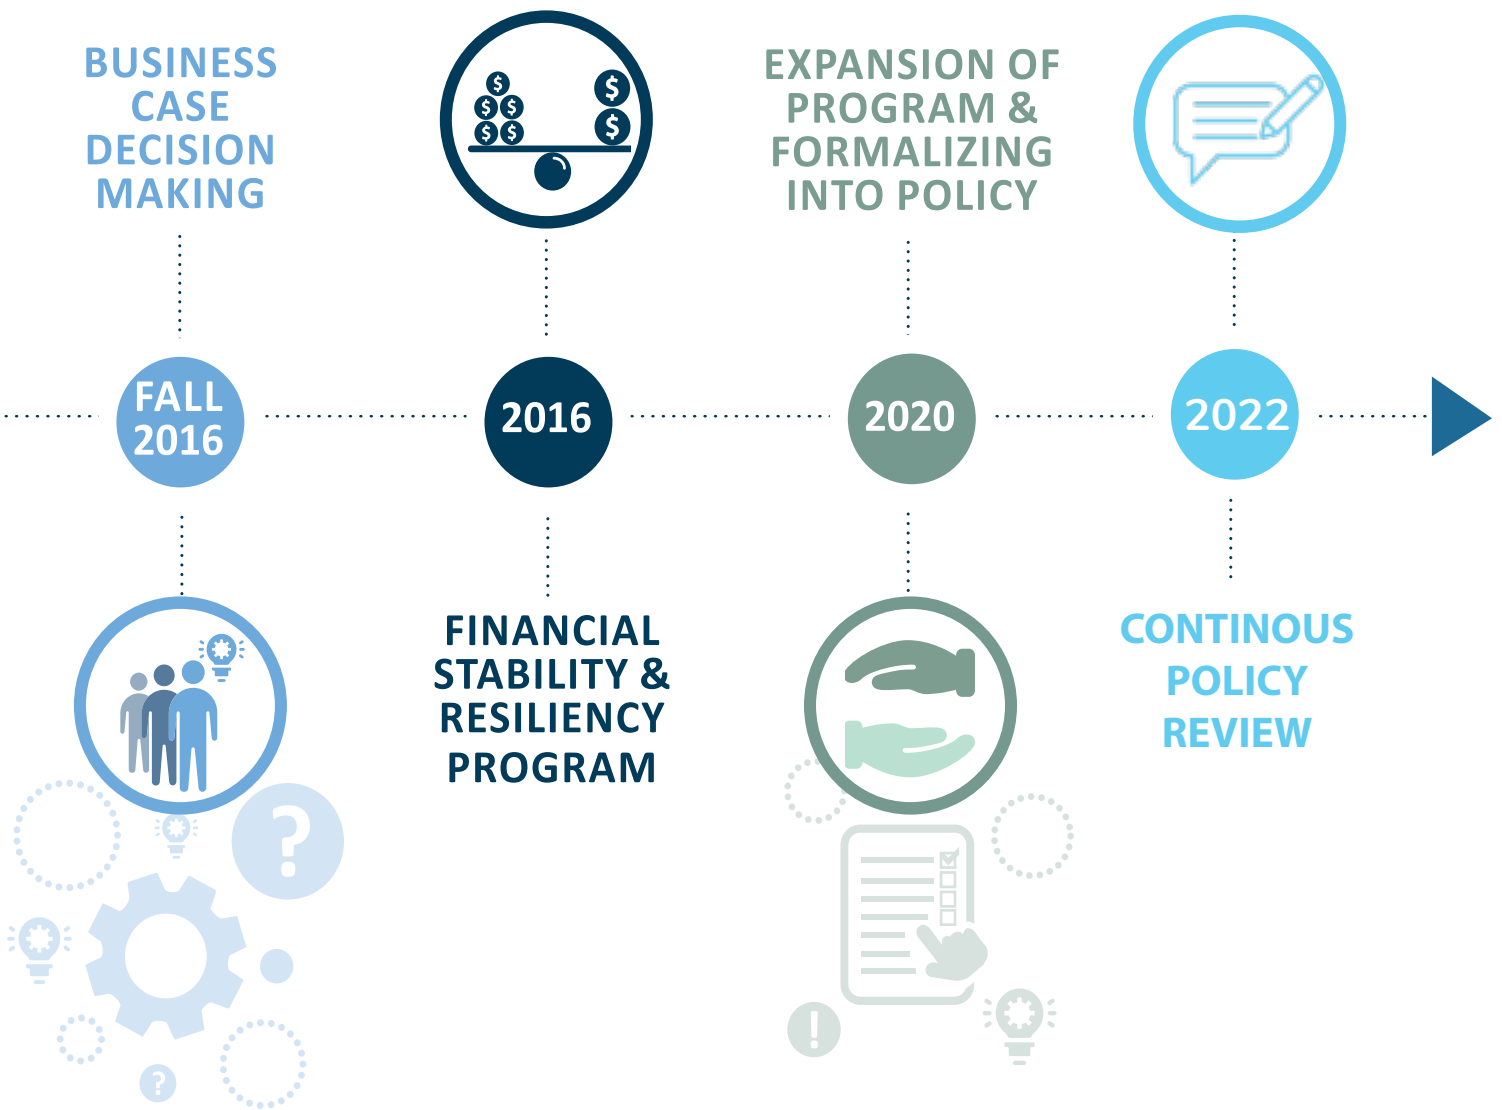 BUSINESS
CASE
DECISION
MAKING
$
$ $
$ $
$
$
EXPANSION OF
PROGRAM &
FORMALIZING
INTO POLICY
FALL
2016
2016
2020
2022
FINANCIAL
STABILITY &
RESILIENCY
PROGRAM
CONTINOUS
POLICY
REVIEW
?
?
!